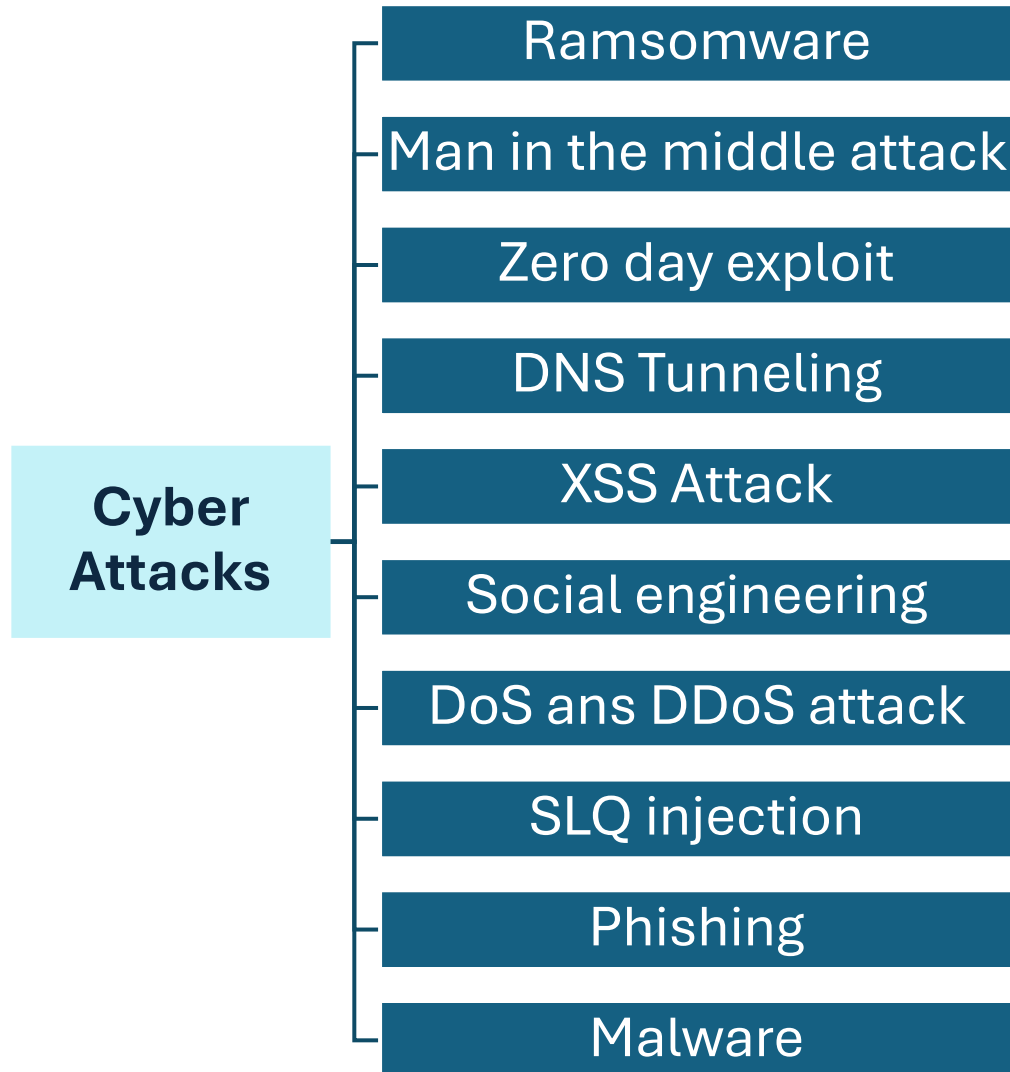 Ramsomware
Man in the middle attack
Zero day exploit
DNS Tunneling
XSS Attack
Cyber
Attacks
Social engineering
DoS ans DDoS attack
SLQ injection
Phishing
Malware